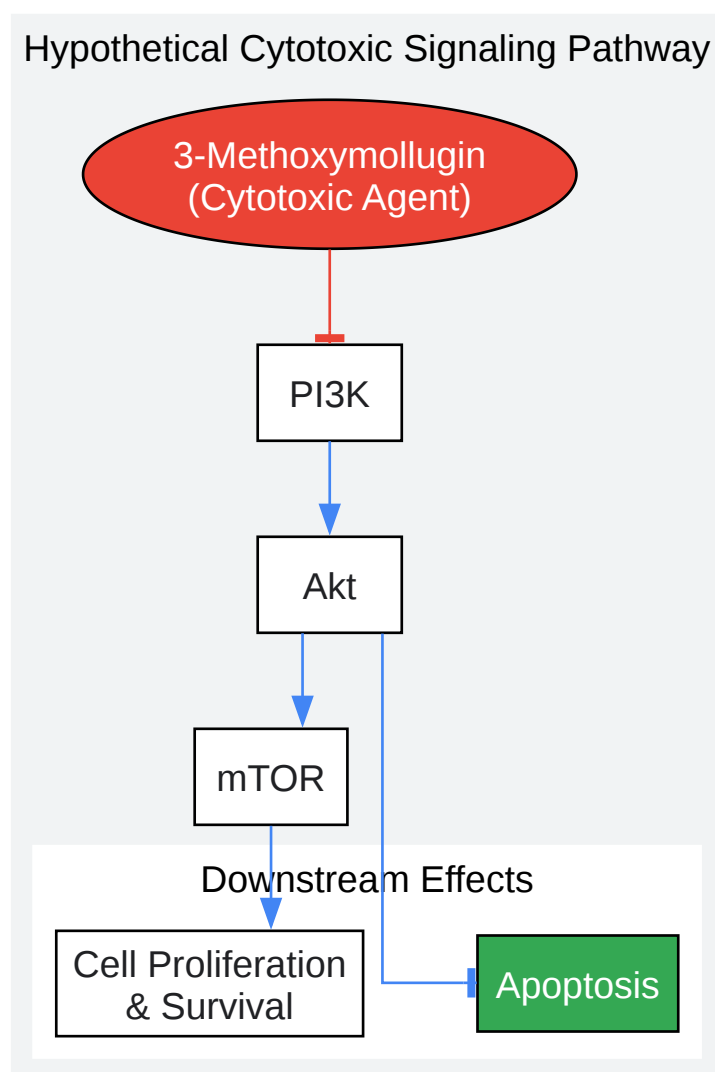 Hypothetical Cytotoxic Signaling Pathway
3-Methoxymollugin
(Cytotoxic Agent)
PI3K
Akt
mTOR
Downstream Effects
Cell Proliferation
& Survival
Apoptosis